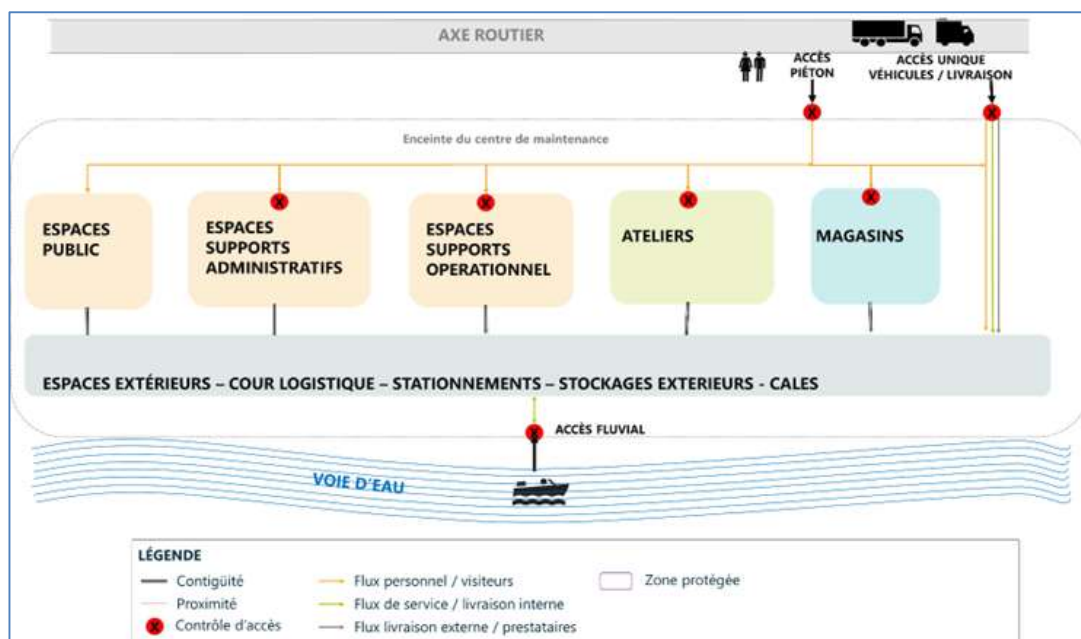 AXE ROUTIER
ACCÈS
PIÉTON
ACCÈS UNIQUE
VÉHICULES / LIVRAISON
X
X
Enceinte du centre de maintenance
X
X
X
X
ESPACES
PUBLIC
ESPACES
SUPPORTS
ADMINISTRATIFS
ESPACES
SUPPORTS
OPERATIONNEL
ATELIERS
MAGASINS
ESPACES EXTÉRIEURS – COUR LOGISTIQUE – STATIONNEMENTS – STOCKAGES EXTERIEURS - CALES
X
ACCÈS FLUVIAL
VOIE D'EAU
LÉGENDE
Contigüité
Proximité
X Contrôle d'accès
Flux personnel / visiteurs
Flux de service / livraison interne
Flux livraison externe / prestataires
Zone protégée